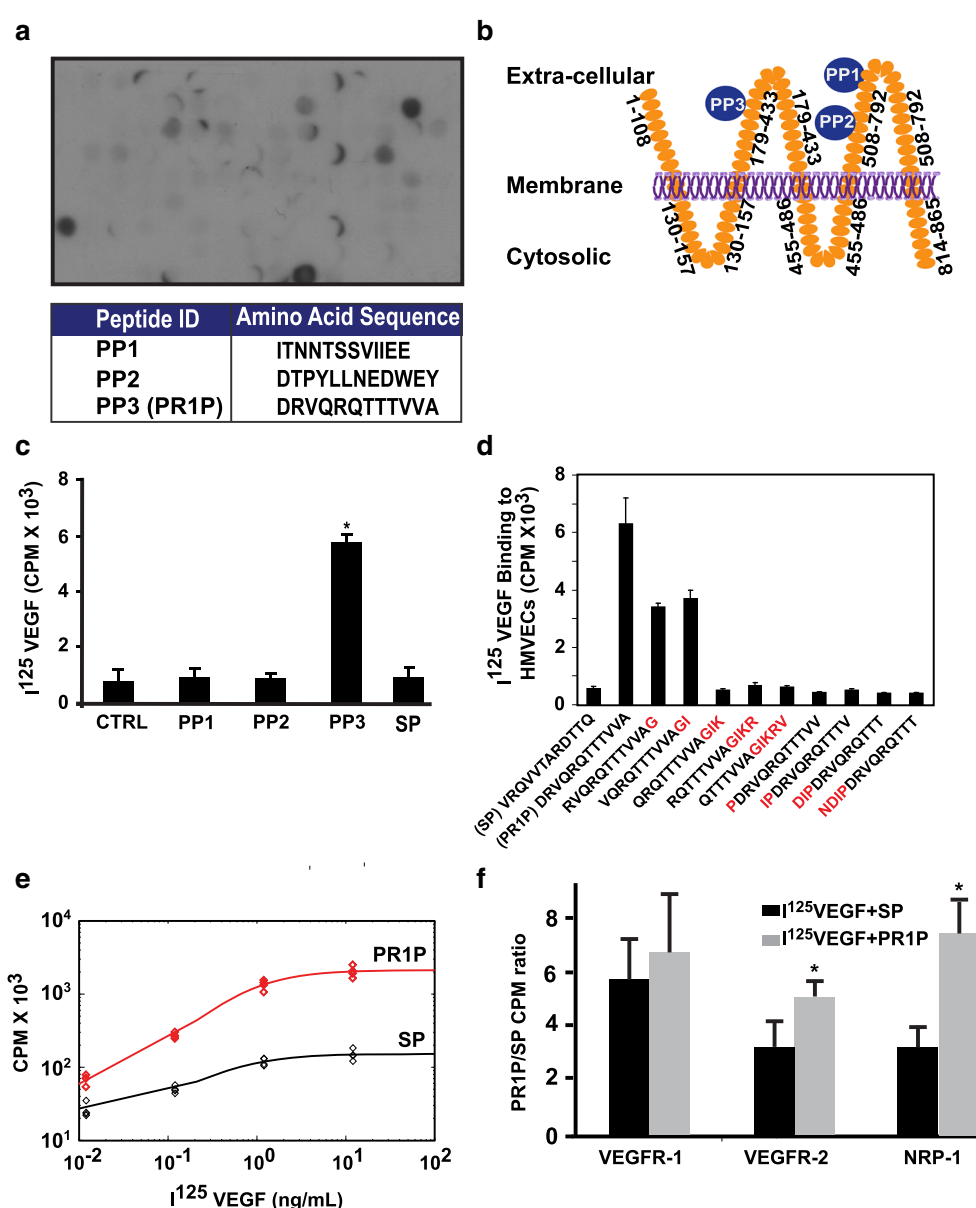 a
b
Extra-cellular
Membrane
Cytosolic
PP3
PP1
PP2
1-108
130-157
130-157
179-433
179-433
455-486
455-486
508-792
508-792
814-865
Peptide ID Amino Acid Sequence
PP1 ITNNTSSVIIEE
PP2 DTPYLLNEDWEY
PP3 (PR1P) DRVQRQTTTVVA
c
I125 VEGF (CPM X 103)
8
6
4
2
0
*
CTRL PP1 PP2 PP3 SP
d
I125 VEGF Binding to
HMVECs (CPM X103)
8
6
4
2
0
(SP) VRQVVTARDTTQ
(PR1P) DRVQRQTTTVVA
RVQRQTTTVVAG
VQRQTTTVVAGI
QRQTTTVVAGIK
RQTTTVVAGIKR
QTTTVVAGIKRV
PDRVQRQTTTVV
IPDRVQRQTTTV
DIPDRVQRQTTT
NDIPDRVQRQTTT
e
CPM X 103
104
103
102
101
PR1P
SP
10-2 10-1 100 101 102
I125 VEGF (ng/mL)
f
PR1P/SP CPM ratio
8
6
4
2
0
I125VEGF+SP
I125VEGF+PR1P
*
*
VEGFR-1 VEGFR-2 NRP-1